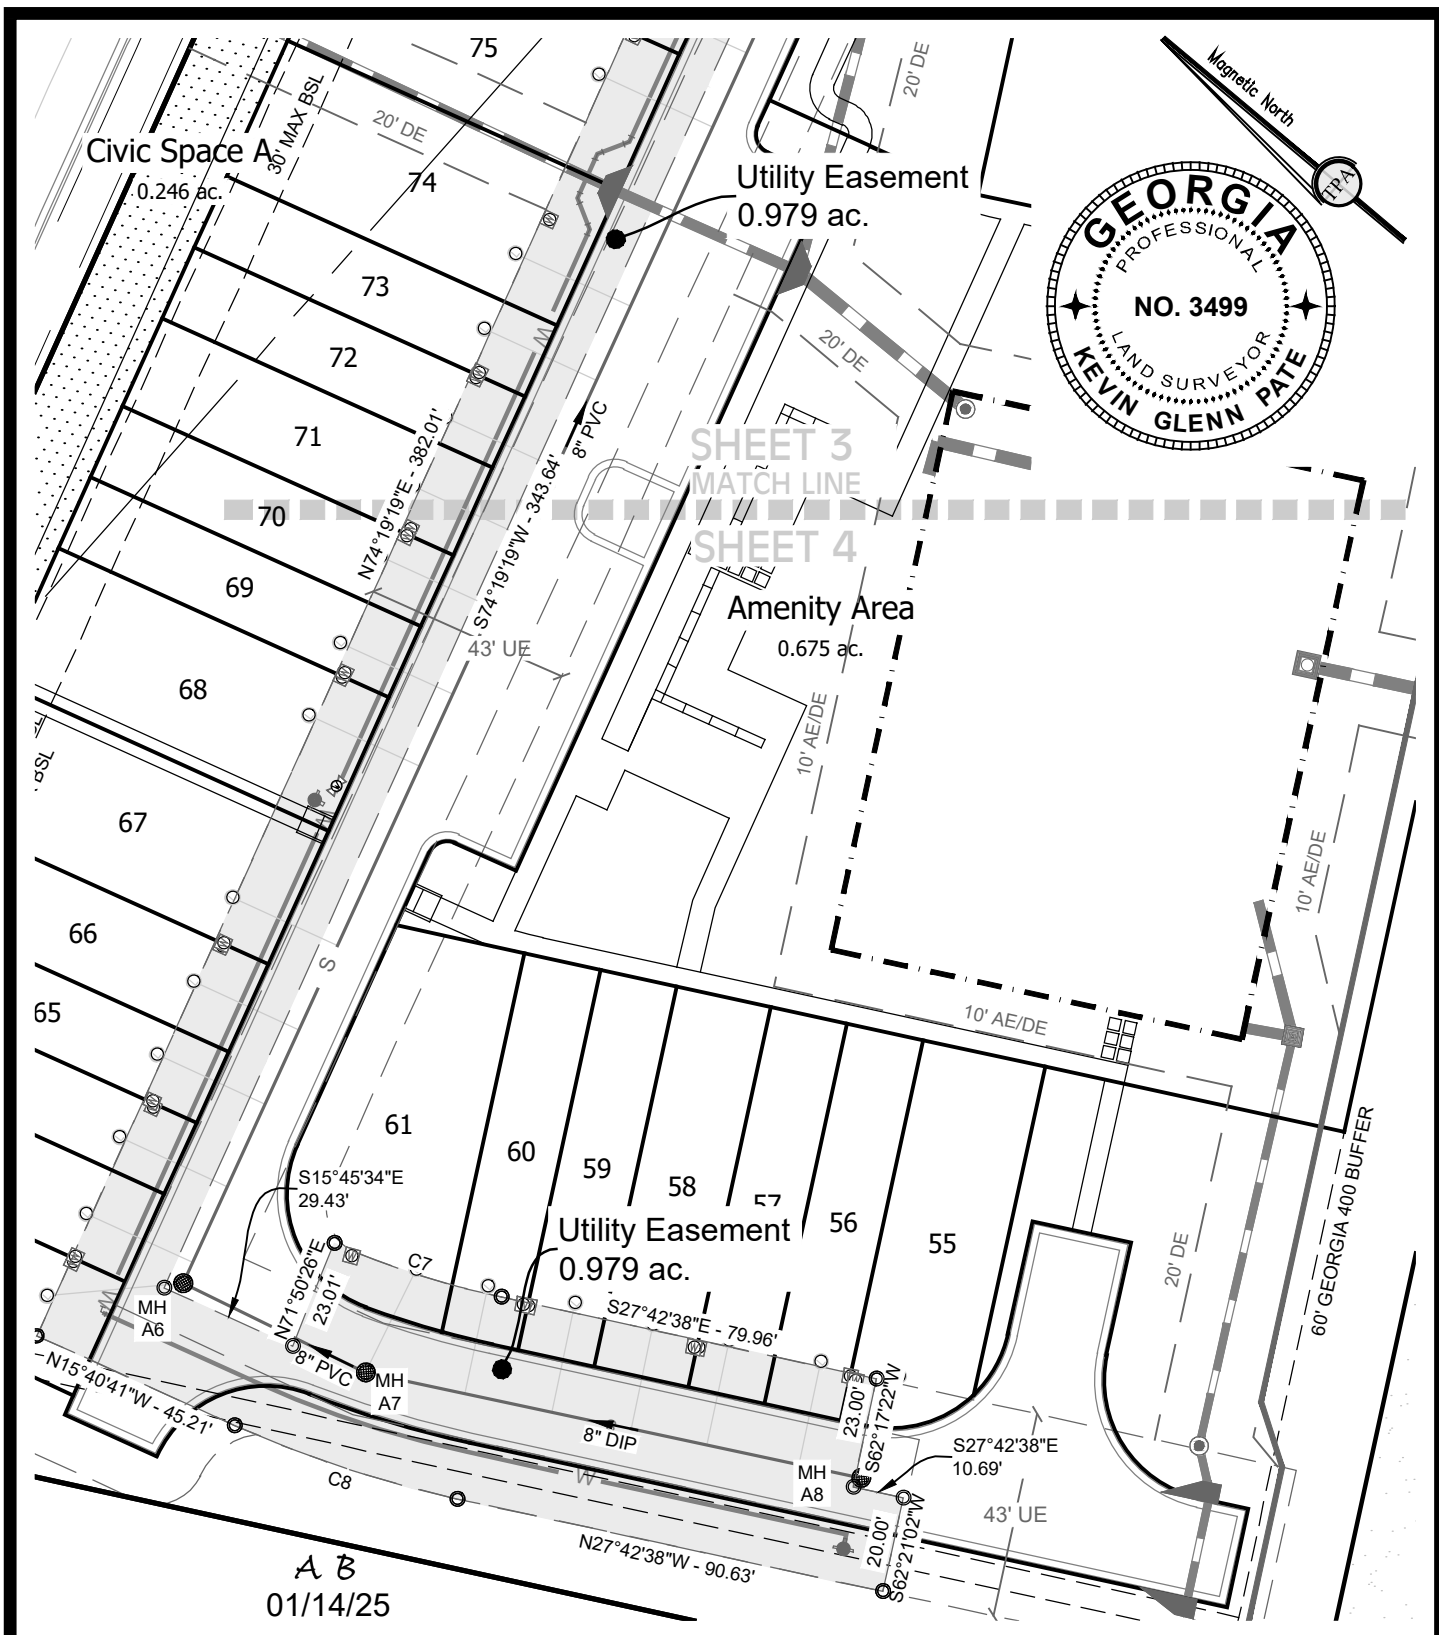 75
20' DE
Magnetic North
TPA
30' MAX BSL
20' DE
Civic Space A
0.246 ac.
74
Utility Easement
0.979 ac.
GEORGIA
PROFESSIONAL
NO. 3499
LAND SURVEYOR
KEVIN GLENN PATE
73
W
20' DE
72
71
N74°19'19"E - 382.01'
8" PVC
S74°19'19"W - 343.64'
SHEET 3
MATCH LINE
70
SHEET 4
69
Amenity Area
0.675 ac.
43' UE
68
10' AE/DE
BSL
67
W
10' AE/DE
66
S
65
10' AE/DE
61
60
59
58
57
56
55
60' GEORGIA 400 BUFFER
S15°45'34"E
29.43'
Utility Easement
0.979 ac.
20' DE
C7
N71°50'26"E
23.01'
S27°42'38"E - 79.96'
W
MH
A6
8" PVC
MH
A7
N15°40'41"W - 45.21'
23.00'
S62°17'22"W
8" DIP
S27°42'38"E
10.69'
C8
W
MH
A8
43' UE
20.00'
S62°21'02"W
N27°42'38"W - 90.63'
A B
01/14/25